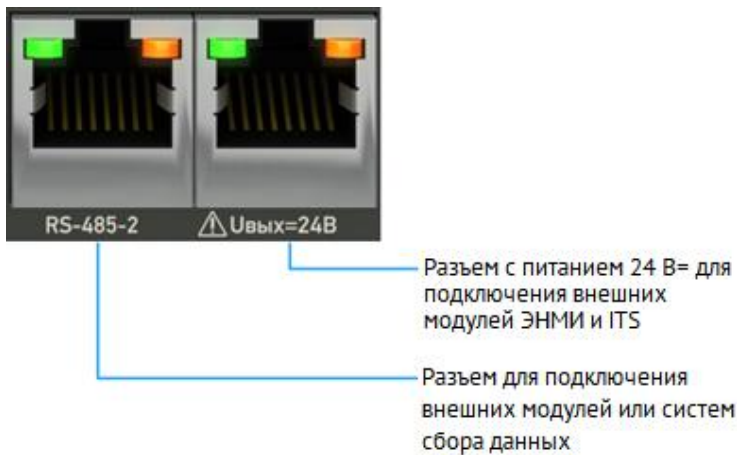 RS-485-2
⚠Uвых=24В
Разъем с питанием 24 В= для
подключения внешних
модулей ЭНМИ и ITS
Разъем для подключения
внешних модулей или систем
сбора данных